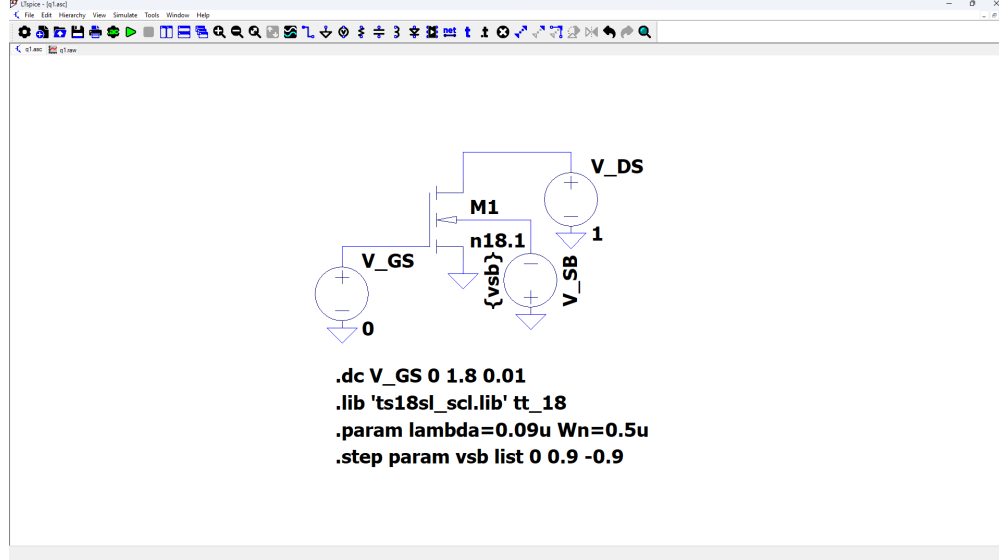 LTspice - [q1.asc]
File Edit Hierarchy View Simulate Tools Window Help
q1.asc q1.raw
V_DS
M1
n18.1
1
V_GS
{vsb}
V_SB
0
.dc V_GS 0 1.8 0.01
.lib 'ts18sl_scl.lib' tt_18
.param lambda=0.09u Wn=0.5u
.step param vsb list 0 0.9 -0.9